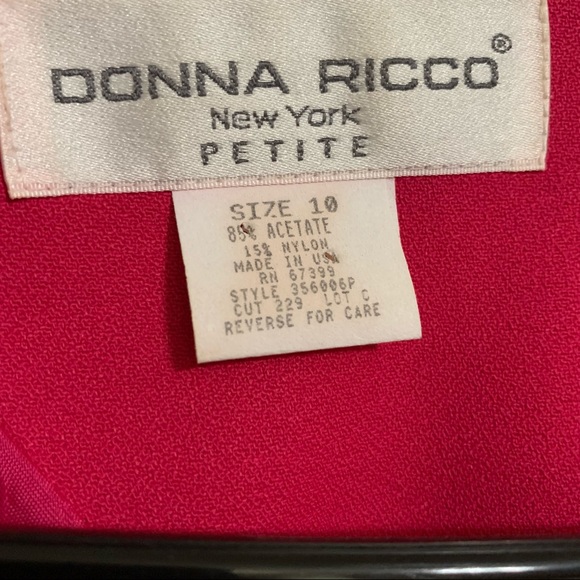 DONNA RICCO®
New York
PETITE
SIZE 10
85% ACETATE
15% NYLON
MADE IN USA
RN 67399
STYLE 356006P
CUT 229 LOT C
REVERSE FOR CARE